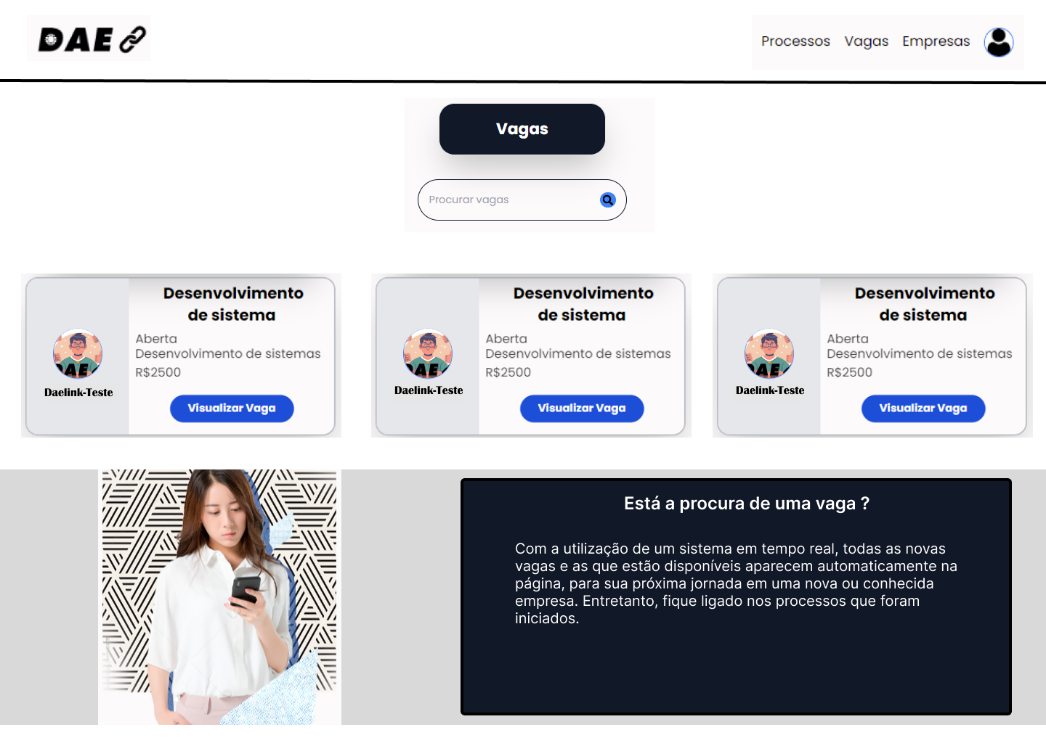 DAE
Processos Vagas Empresas
Vagas
Procurar vagas
Desenvolvimento
de sistema
Aberta
Desenvolvimento de sistemas
R$2500
DAE
Daelink-Teste
Visualizar Vaga
Desenvolvimento
de sistema
Aberta
Desenvolvimento de sistemas
R$2500
DAE
Daelink-Teste
Visualizar Vaga
Desenvolvimento
de sistema
Aberta
Desenvolvimento de sistemas
R$2500
DAE
Daelink-Teste
Visualizar Vaga
Está a procura de uma vaga ?
Com a utilização de um sistema em tempo real, todas as novas
vagas e as que estão disponíveis aparecem automaticamente na
página, para sua próxima jornada em uma nova ou conhecida
empresa. Entretanto, fique ligado nos processos que foram
iniciados.